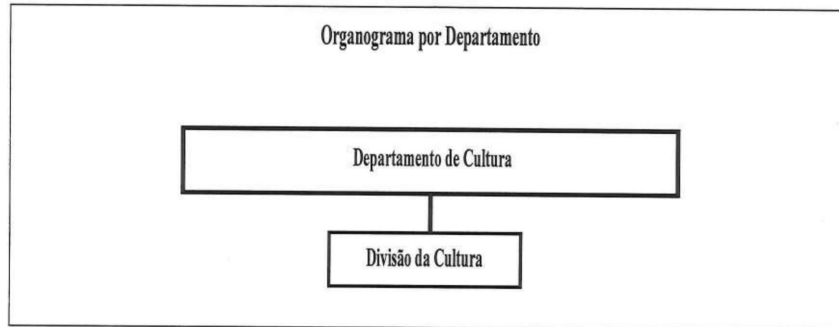 Organograma por Departamento
Departamento de Cultura
Divisão da Cultura